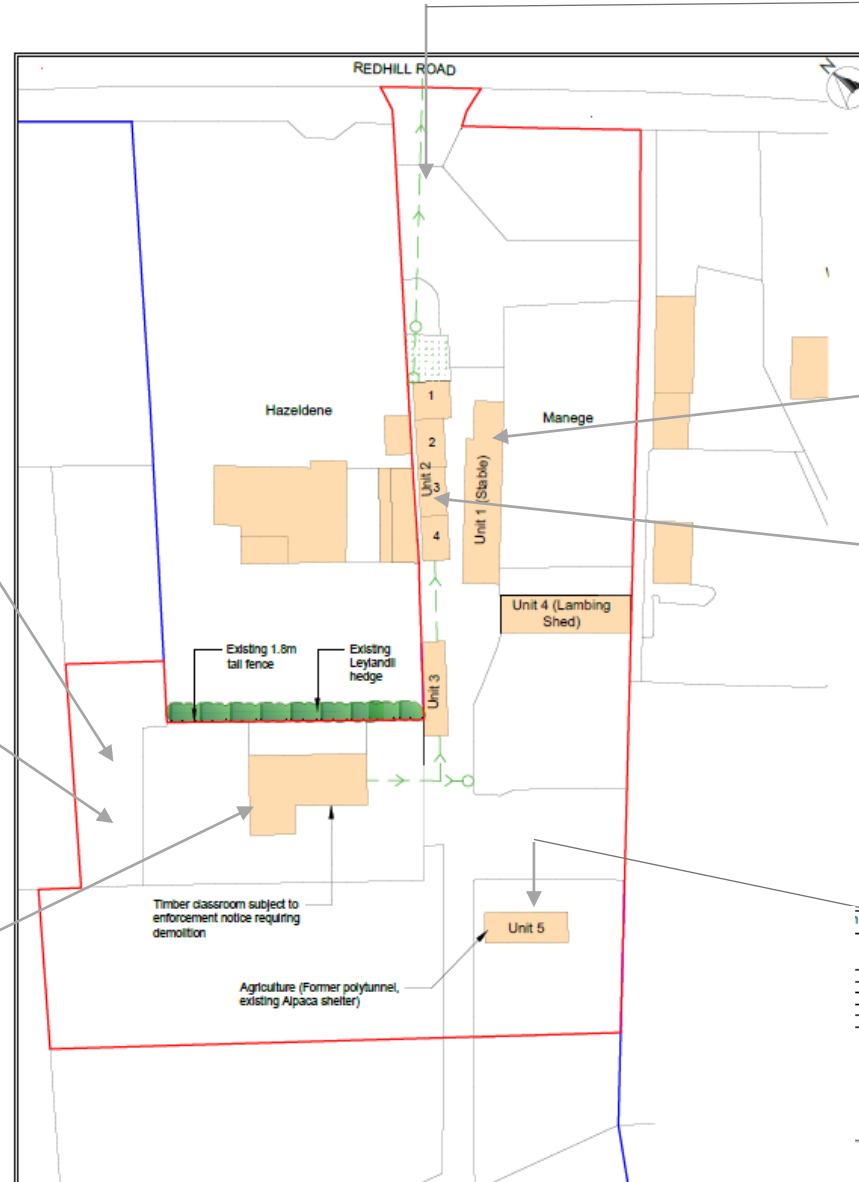 REDHILL ROAD
N
1
Hazeldene
Manege
2
Unit 2
3
Unit 1 (Stable)
4
Unit 4 (Lambing
Shed)
Existing 1.8m
tall fence
Existing
Leylandii
hedge
Unit 3
Timber classroom subject to
enforcement notice requiring
demolition
Unit 5
Agriculture (Former polytunnel,
existing Alpaca shelter)